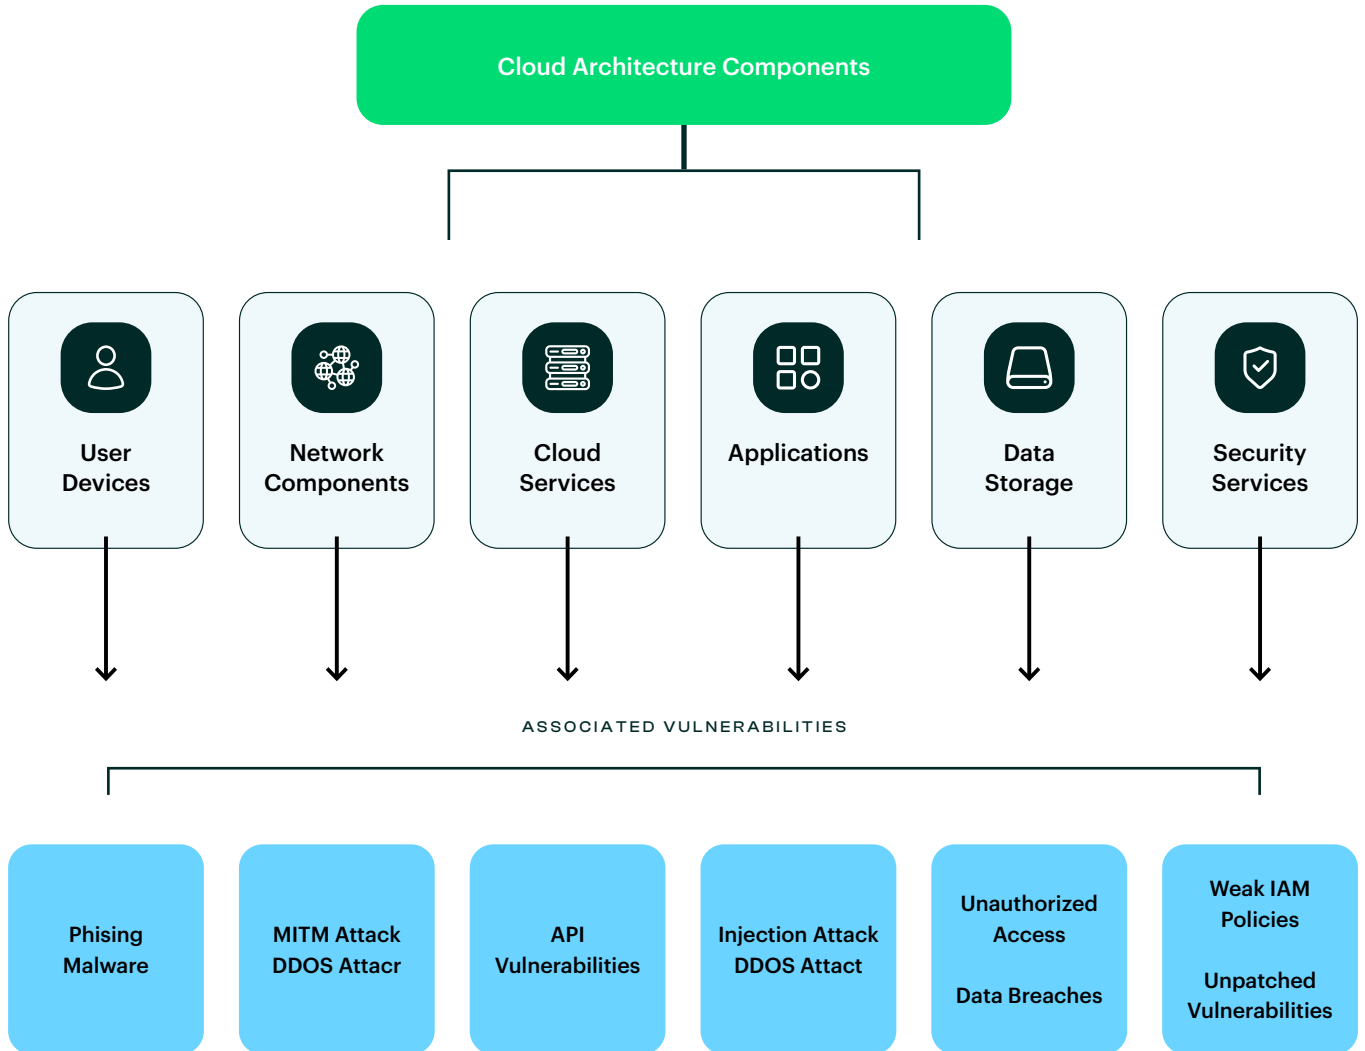 Cloud Architecture Components
User
Devices
Network
Components
Cloud
Services
Applications
Data
Storage
Security
Services
ASSOCIATED VULNERABILITIES
Phising
Malware
MITM Attack
DDOS Attacr
API
Vulnerabilities
Injection Attack
DDOS Attact
Unauthorized
Access
Data Breaches
Weak IAM
Policies
Unpatched
Vulnerabilities